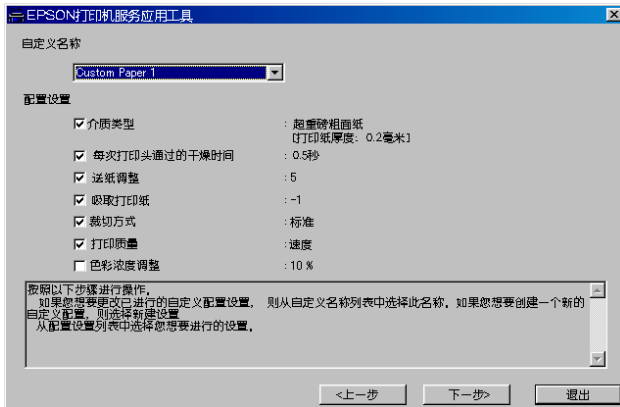 EPSON打印机服务应用工具
自定义名称
Custom Paper 1
配置设置
介质类型 : 超重磅粗面纸
[打印纸厚度: 0.2毫米]
每次打印头通过的干燥时间 : 0.5秒
送纸调整 : 5
吸取打印纸 : -1
裁切方式 : 标准
打印质量 : 速度
色彩浓度调整 : 10 %
按照以下步骤进行操作。
如果您想要更改已进行的自定义配置设置, 则从自定义名称列表中选择此名称。如果您想要创建一个新的
自定义配置, 则选择新建设置
从配置设置列表中选择您想要进行的设置。
<上一步 下一步> 退出